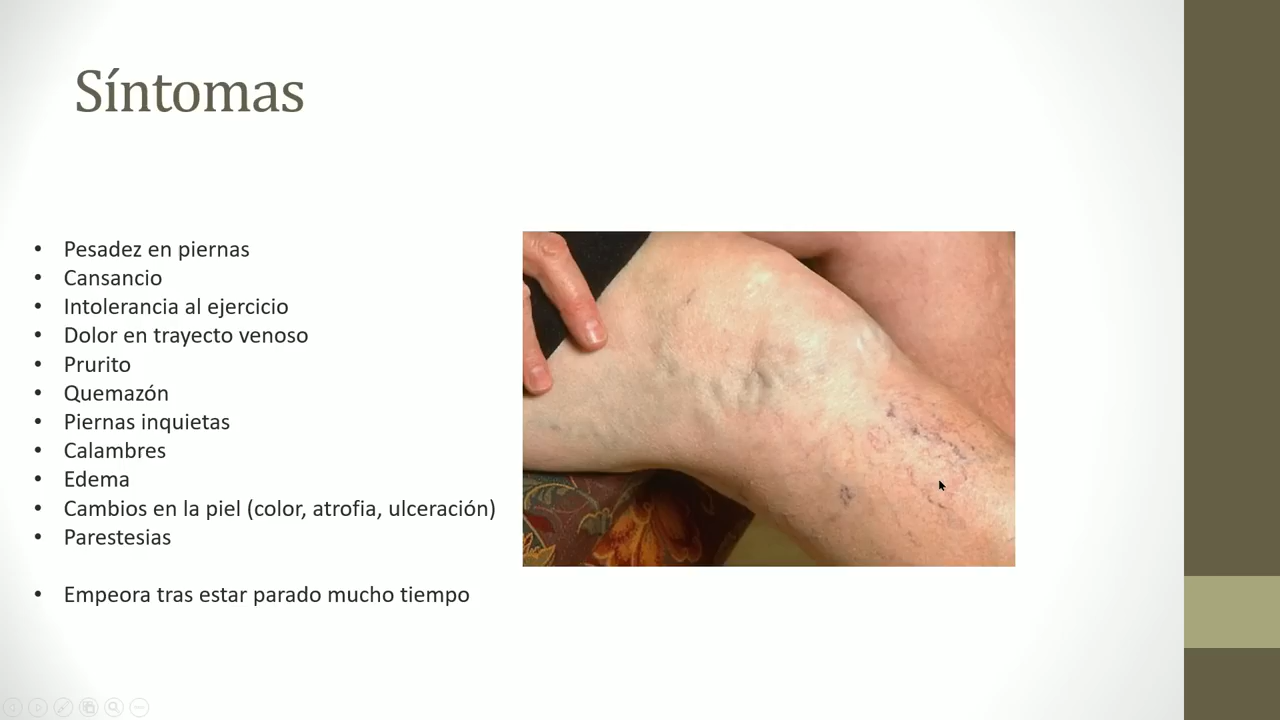 Síntomas
• Pesadez en piernas
• Cansancio
• Intolerancia al ejercicio
• Dolor en trayecto venoso
• Prurito
• Quemazón
• Piernas inquietas
• Calambres
• Edema
• Cambios en la piel (color, atrofia, ulceración)
• Parestesias
• Empeora tras estar parado mucho tiempo